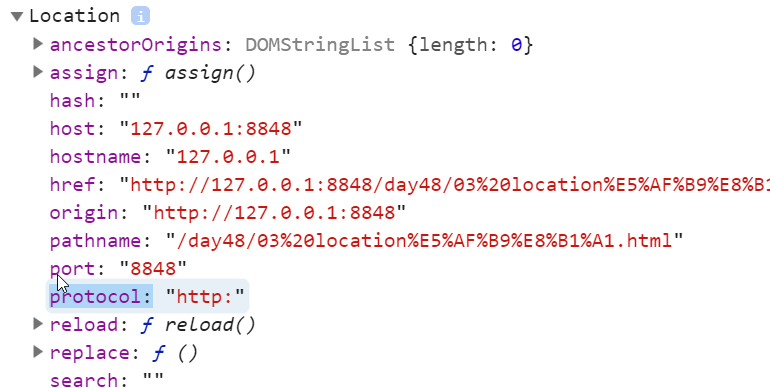 ▼Location i
▶ancestorOrigins: DOMStringList {length: 0}
▶assign: ƒ assign()
hash: ""
host: "127.0.0.1:8848"
hostname: "127.0.0.1"
href: "http://127.0.0.1:8848/day48/03%20location%E5%AF%B9%E8%B1
origin: "http://127.0.0.1:8848"
pathname: "/day48/03%20location%E5%AF%B9%E8%B1%A1.html"
port: "8848"
protocol: "http:"
▶reload: ƒ reload()
▶replace: ƒ ()
search: ""